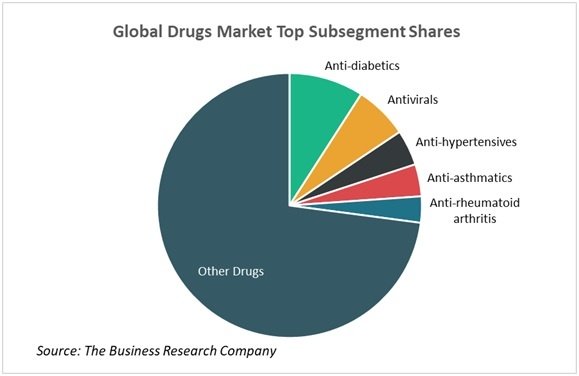 Global Drugs Market Top Subsegment Shares
Anti-diabetics
Antivirals
Anti-hypertensives
Anti-asthmatics
Anti-rheumatoid
arthritis
Other Drugs
Source: The Business Research Company